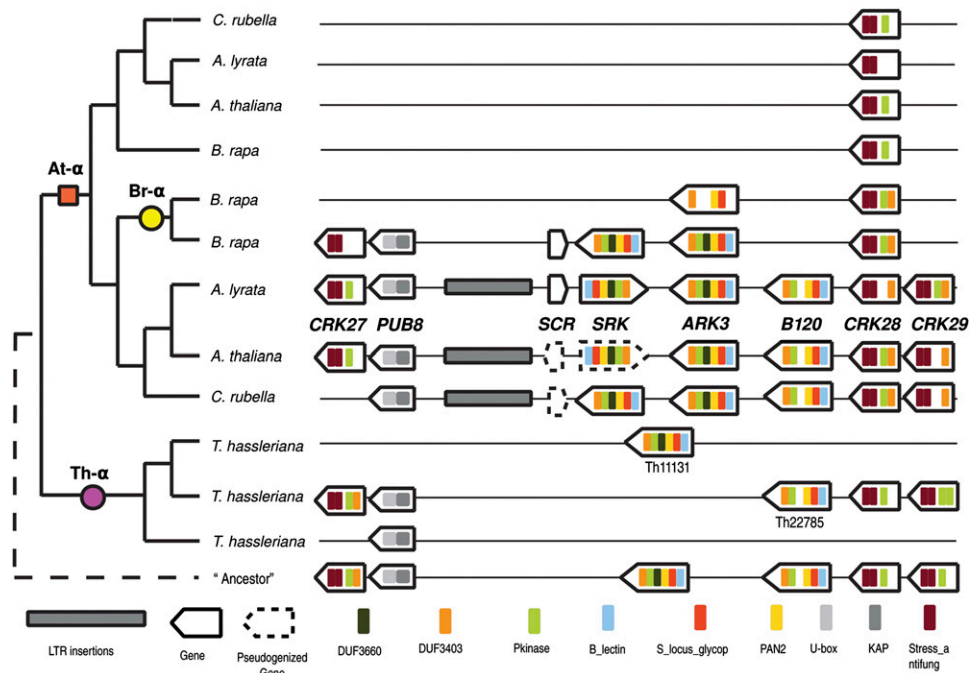 C. rubella
A. lyrata
A. thaliana
B. rapa
At-α
Br-α
B. rapa
B. rapa
A. lyrata
CRK27 PUB8 SCR SRK ARK3 B120 CRK28 CRK29
A. thaliana
C. rubella
T. hassleriana
Th11131
Th-α
T. hassleriana
Th22785
T. hassleriana
"Ancestor"
LTR insertions
Gene
Pseudogenized
Gene
DUF3660
DUF3403
Pkinase
B_lectin
S_locus_glycop
PAN2
U-box
KAP
Stress_a
ntifung